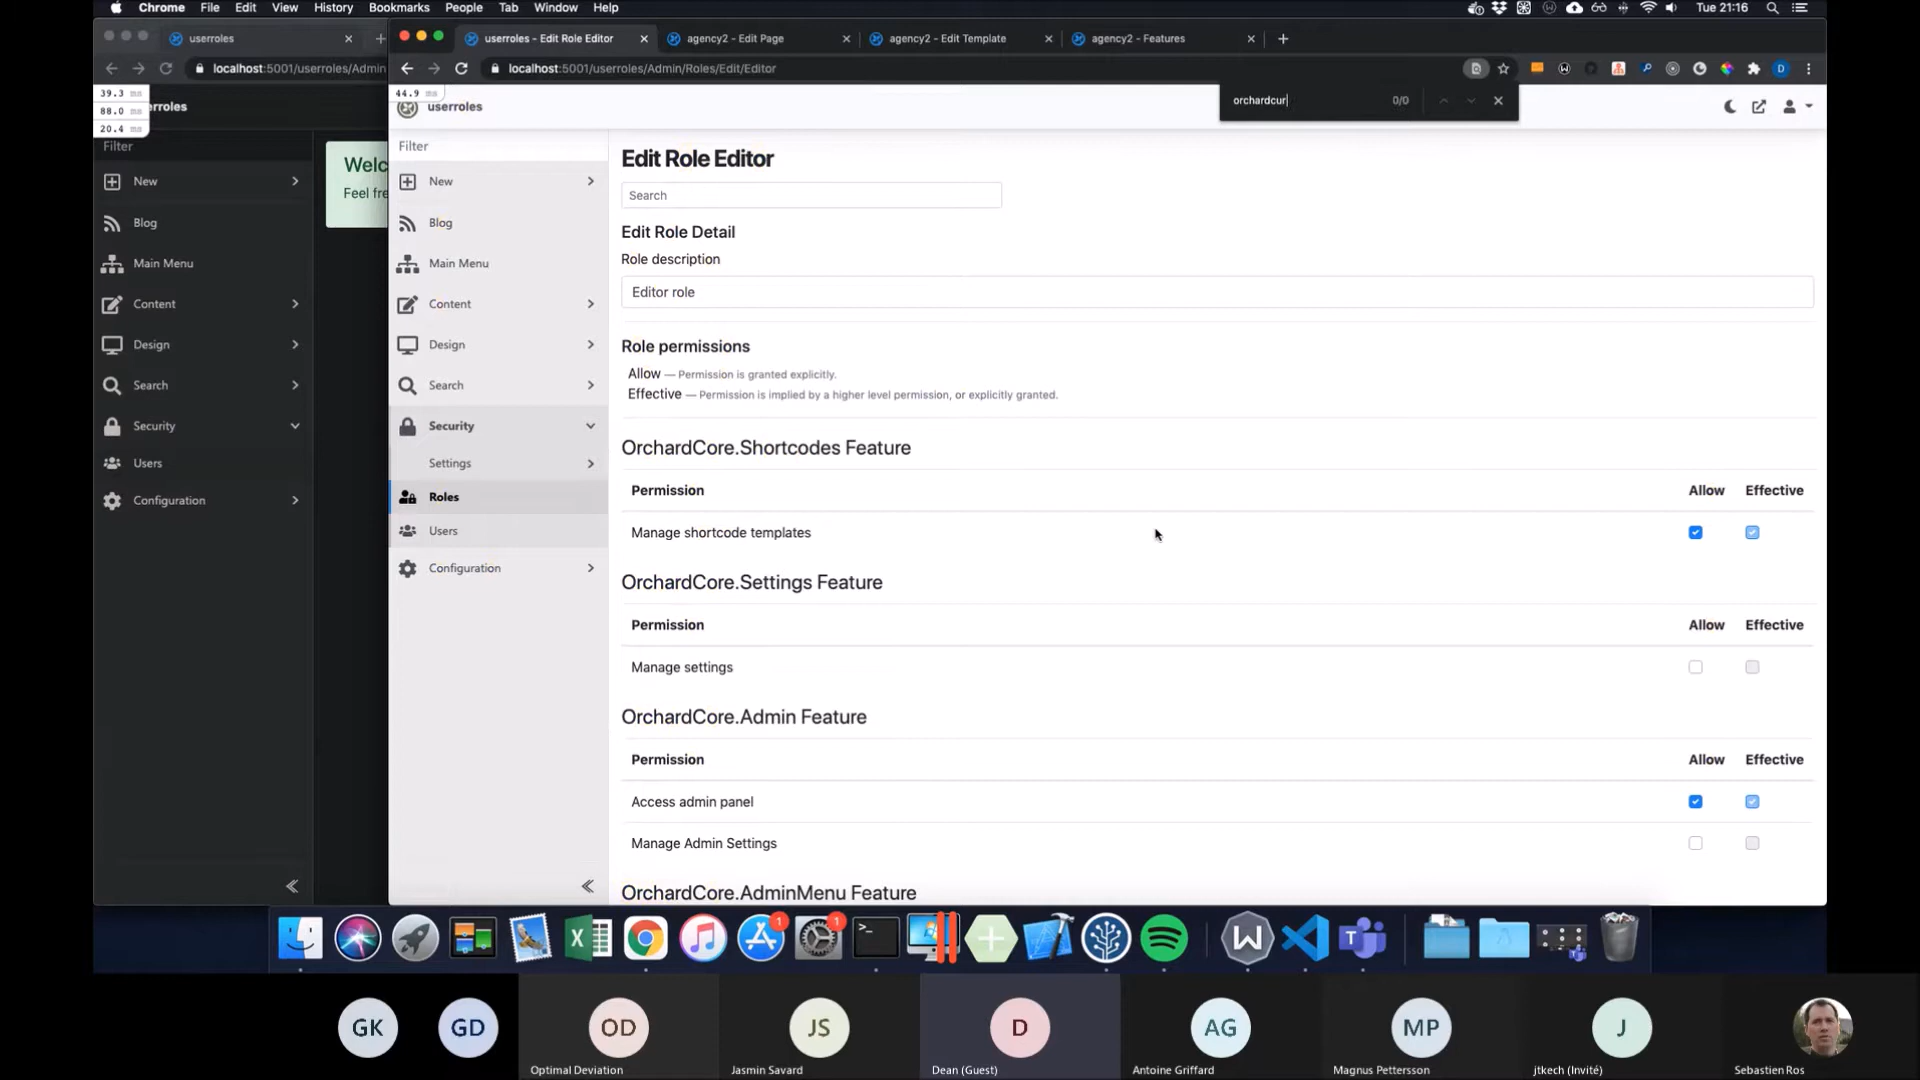 Chrome File Edit View History Bookmarks People Tab Window Help
Tue 21:16
userroles
userroles - Edit Role Editor
agency2 - Edit Page
agency2 - Edit Template
agency2 - Features
localhost:5001/userroles/Admin
localhost:5001/userroles/Admin/Roles/Edit/Editor
orchardcur 0/0
39.3 ms
88.0 ms
20.4 ms
erroles
Filter
New
Blog
Main Menu
Content
Design
Search
Security
Users
Configuration
Welc
Feel fre
44.9 ms
userroles
Filter
New
Blog
Main Menu
Content
Design
Search
Security
Settings
Roles
Users
Configuration
Edit Role Editor
Search
Edit Role Detail
Role description
Editor role
Role permissions
Allow — Permission is granted explicitly.
Effective — Permission is implied by a higher level permission, or explicitly granted.
OrchardCore.Shortcodes Feature
Permission Allow Effective
Manage shortcode templates
OrchardCore.Settings Feature
Permission Allow Effective
Manage settings
OrchardCore.Admin Feature
Permission Allow Effective
Access admin panel
Manage Admin Settings
OrchardCore.AdminMenu Feature
1
1
GK
GD
OD
Optimal Deviation
JS
Jasmin Savard
D
Dean (Guest)
AG
Antoine Griffard
MP
Magnus Pettersson
J
jtkech (Invité)
Sebastien Ros